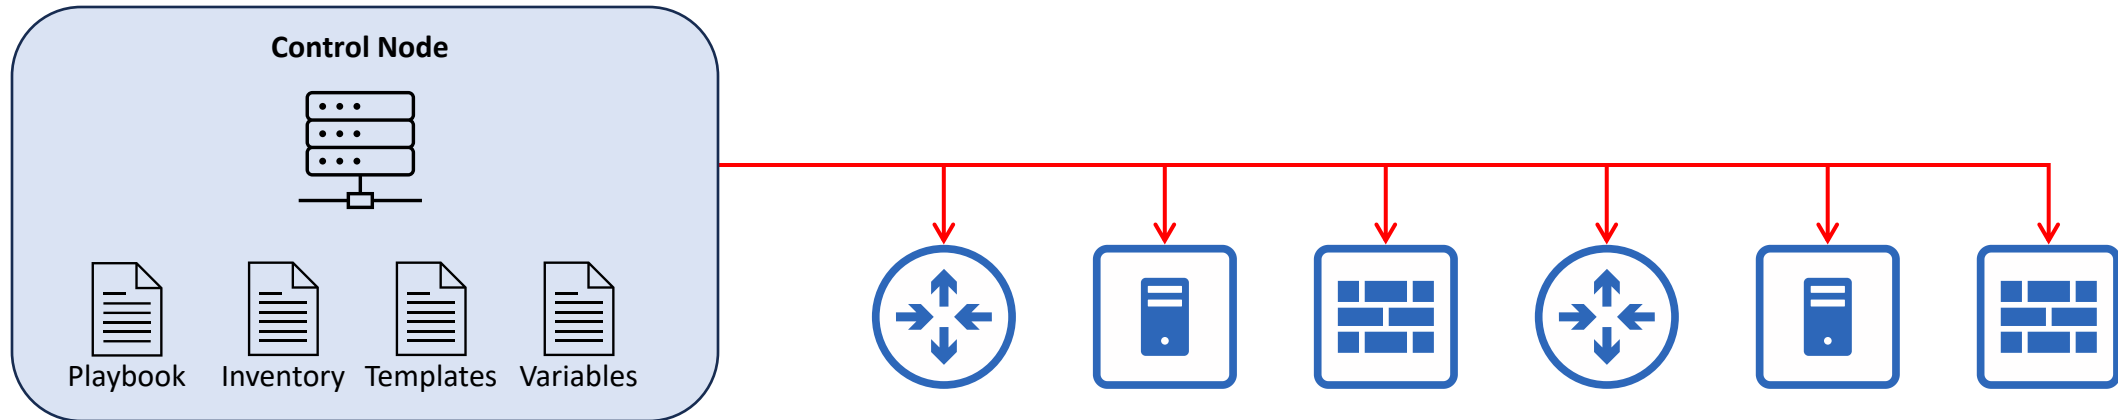 Control Node
Playbook Inventory Templates Variables